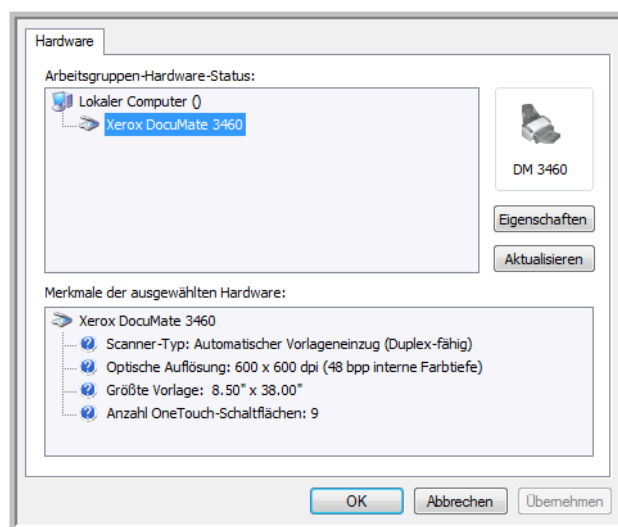 Hardware
Arbeitsgruppen-Hardware-Status:
Lokaler Computer ()
Xerox DocuMate 3460
DM 3460
Eigenschaften
Aktualisieren
Merkmale der ausgewählten Hardware:
Xerox DocuMate 3460
Scanner-Typ: Automatischer Vorlageneinzug (Duplex-fähig)
Optische Auflösung: 600 x 600 dpi (48 bpp interne Farbtiefe)
Größte Vorlage: 8.50" x 38.00"
Anzahl OneTouch-Schaltflächen: 9
OK Abbrechen Übernehmen